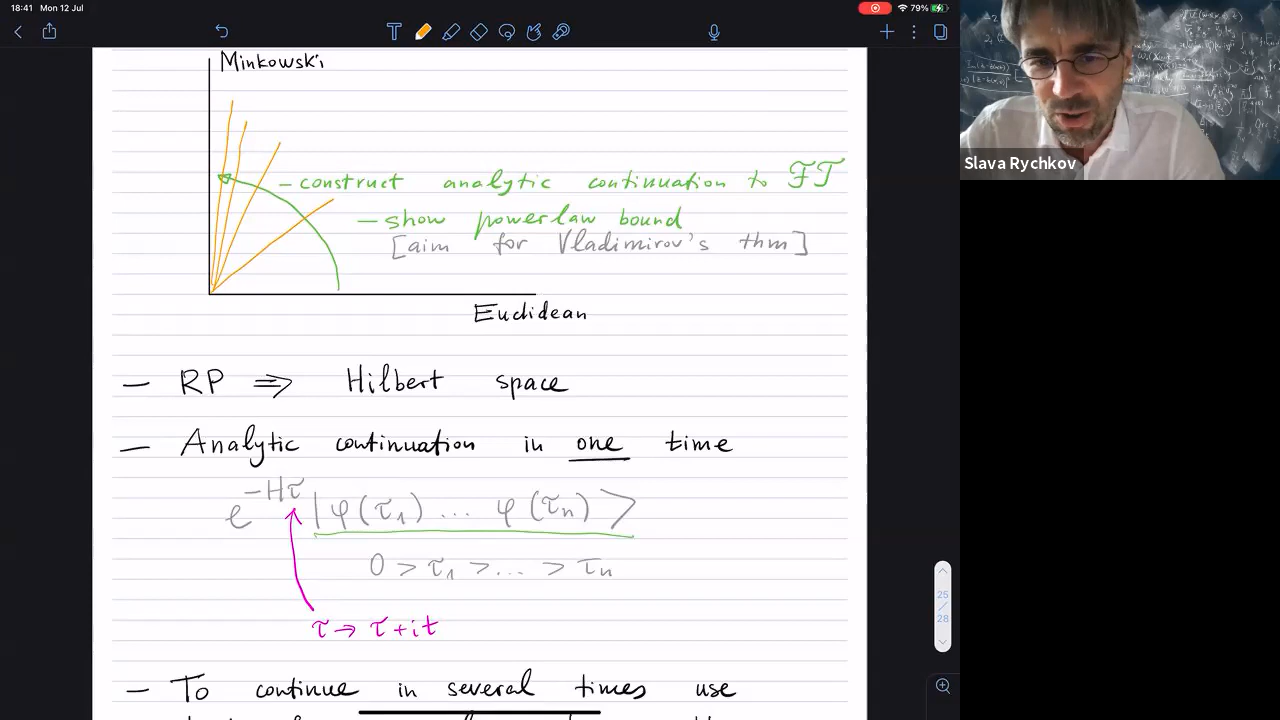 18:41 Mon 12 Jul
79%
Minkowski
– construct analytic continuation to FT
– show powerlaw bound
[aim for Vladimirov's thm]
Euclidean
– RP ⇒ Hilbert space
– Analytic continuation in one time
e^{-Hτ} |φ(τ₁) ... φ(τₙ)>
0 > τ₁ > ... > τₙ
τ → τ+it
– To continue in several times use
25
/
28
Slava Rychkov